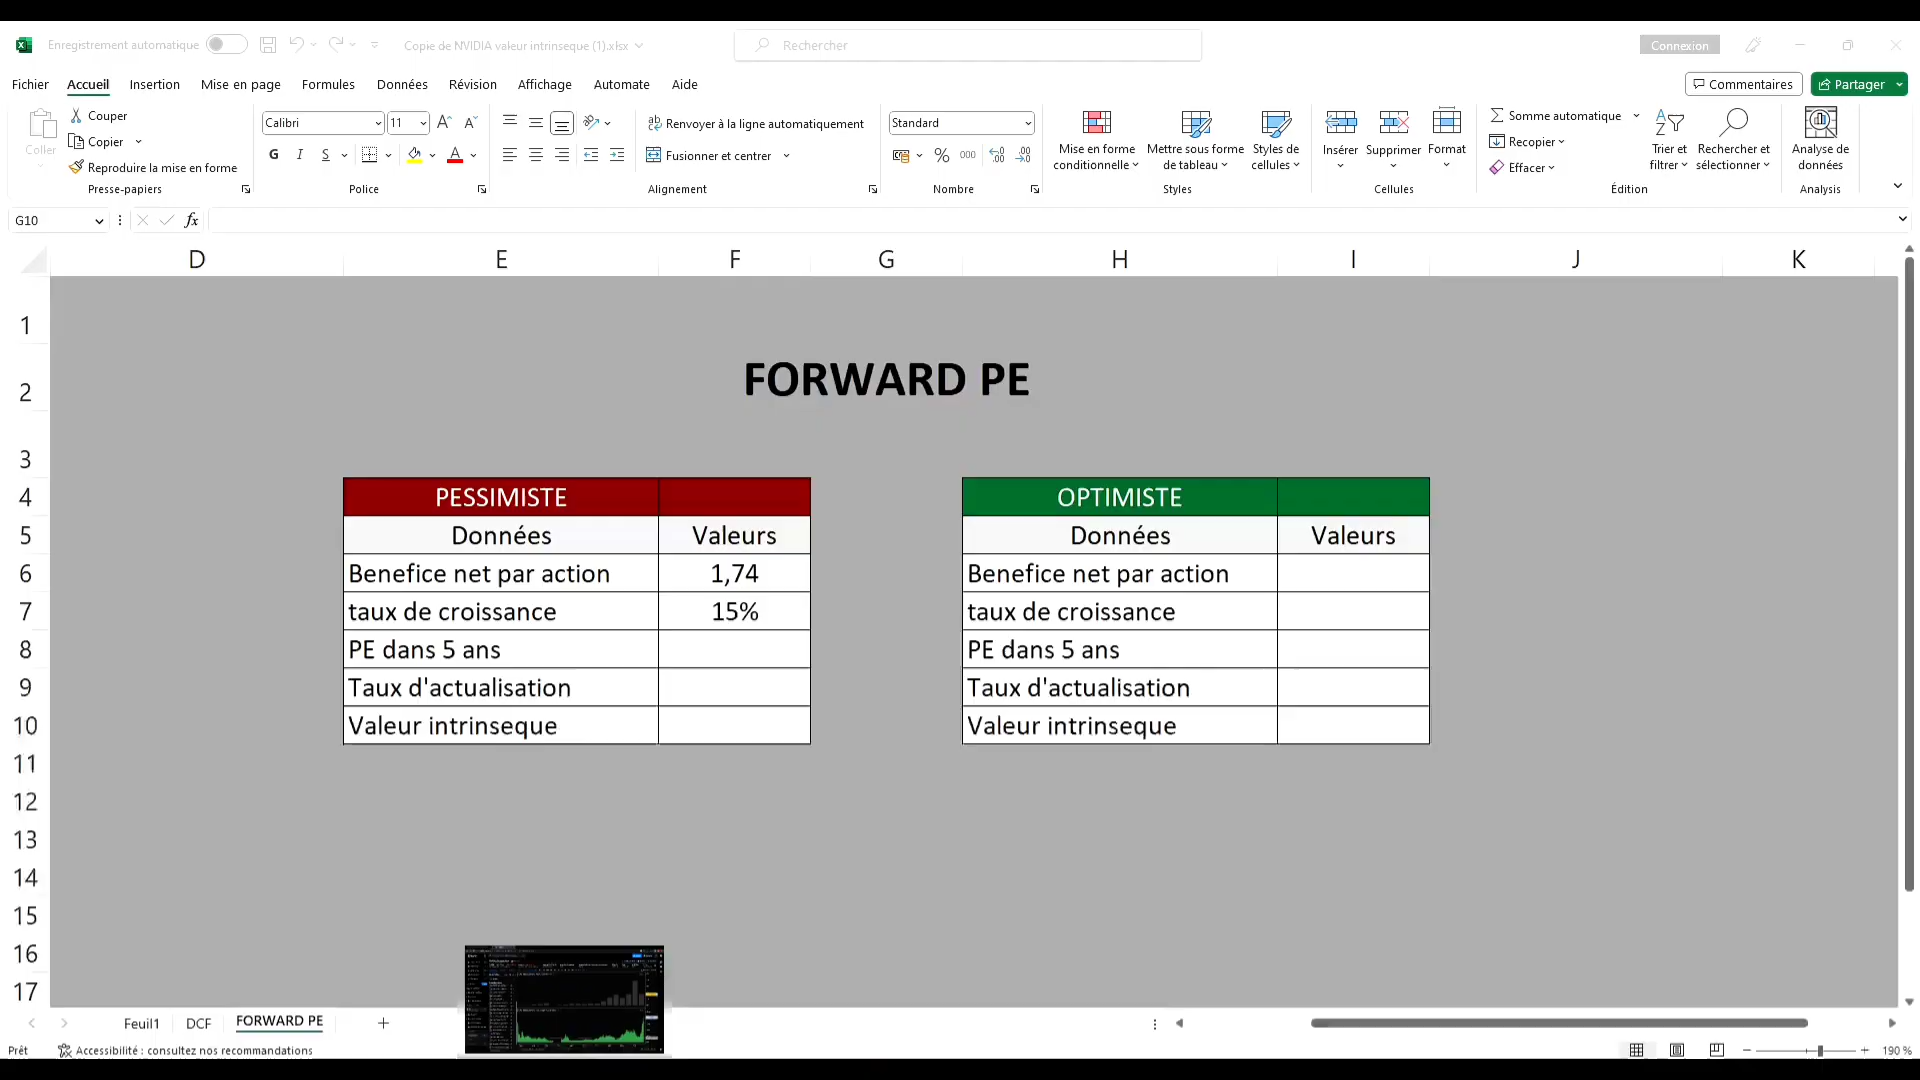 Enregistrement automatique
Copie de NVIDIA valeur intrinseque (1).xlsx
Rechercher
Connexion
Fichier
Accueil
Insertion
Mise en page
Formules
Données
Révision
Affichage
Automate
Aide
Commentaires
Partager
Coller
Couper
Copier
Reproduire la mise en forme
Presse-papiers
Calibri
11
G I S
Police
Renvoyer à la ligne automatiquement
Fusionner et centrer
Alignement
Standard
% 000
Nombre
Mise en forme
conditionnelle
Mettre sous forme
de tableau
Styles de
cellules
Styles
Insérer
Supprimer
Format
Cellules
Somme automatique
Recopier
Effacer
Trier et
filtrer
Rechercher et
sélectionner
Édition
Analyse de
données
Analysis
G10
fx
D E F G H I J K
1
2
3
4
5
6
7
8
9
10
11
12
13
14
15
16
17
FORWARD PE
PESSIMISTE
Données Valeurs
Benefice net par action 1,74
taux de croissance 15%
PE dans 5 ans
Taux d'actualisation
Valeur intrinseque
OPTIMISTE
Données Valeurs
Benefice net par action
taux de croissance
PE dans 5 ans
Taux d'actualisation
Valeur intrinseque
Feuil1
DCF
FORWARD PE
Prêt
Accessibilité : consultez nos recommandations
190 %